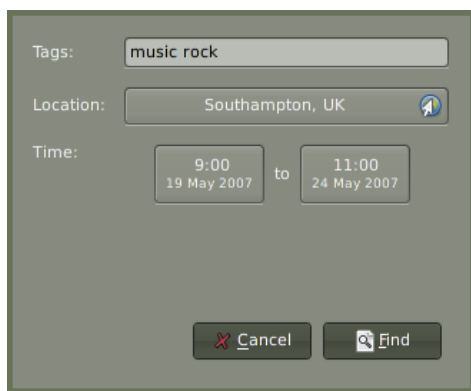 Tags: music rock
Location: Southampton, UK
Time:
9:00 to 11:00
19 May 2007 24 May 2007
Cancel Find